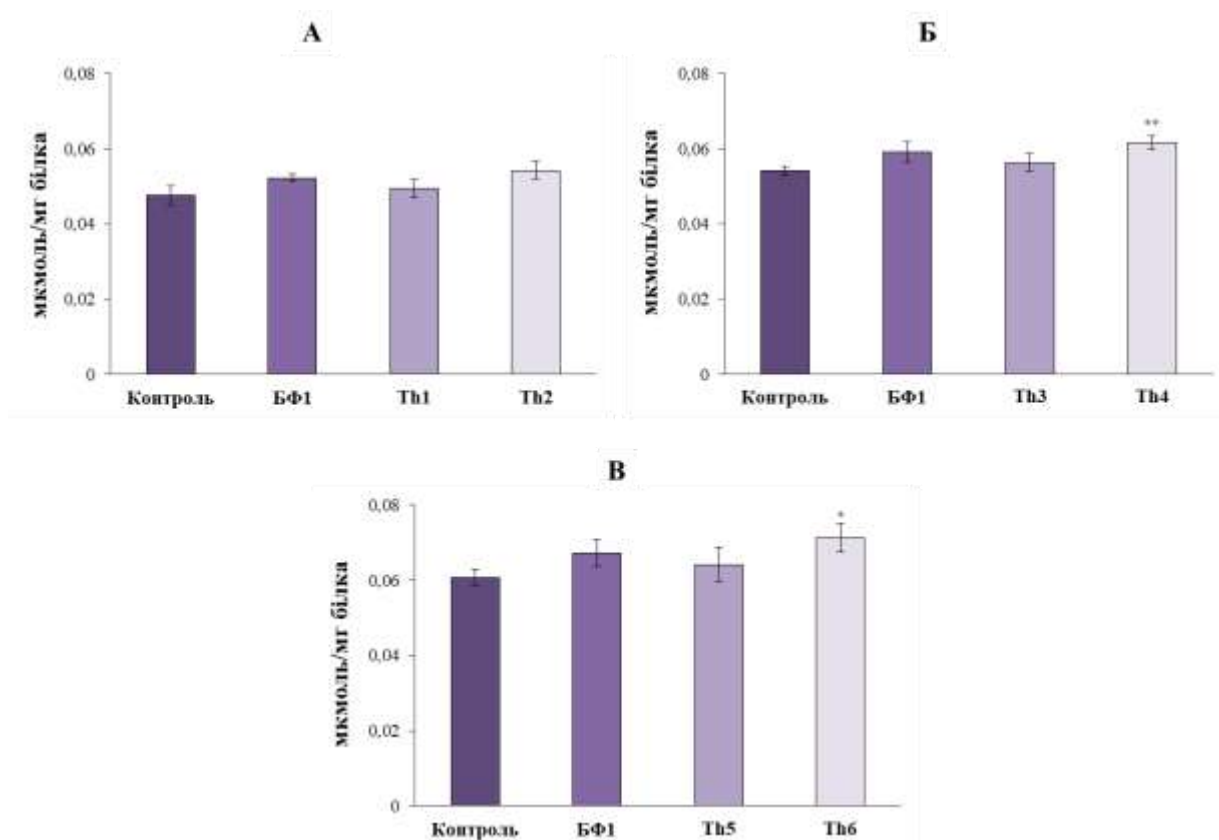 А
мкмоль/мг білка
0,08
0,06
0,04
0,02
0
Контроль БФ1 Th1 Th2
Б
мкмоль/мг білка
0,08
0,06
0,04
0,02
0
**
Контроль БФ1 Th3 Th4
В
мкмоль/мг білка
0,08
0,06
0,04
0,02
0
*
Контроль БФ1 Th5 Th6